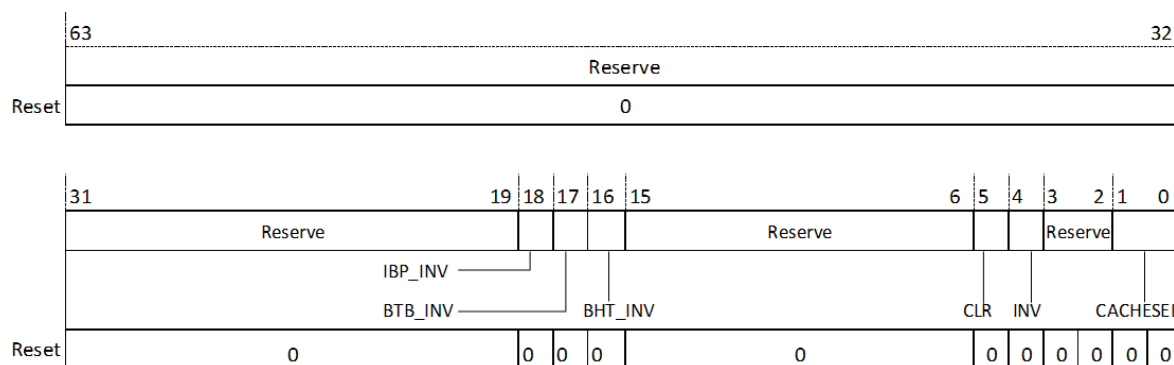 63 32
Reserve
Reset 0
31 19 18 17 16 15 6 5 4 3 2 1 0
Reserve Reserve Reserve
IBP_INV
BTB_INV BHT_INV CLR INV CACHESEL
Reset 0 0 0 0 0 0 0 0 0 0 0